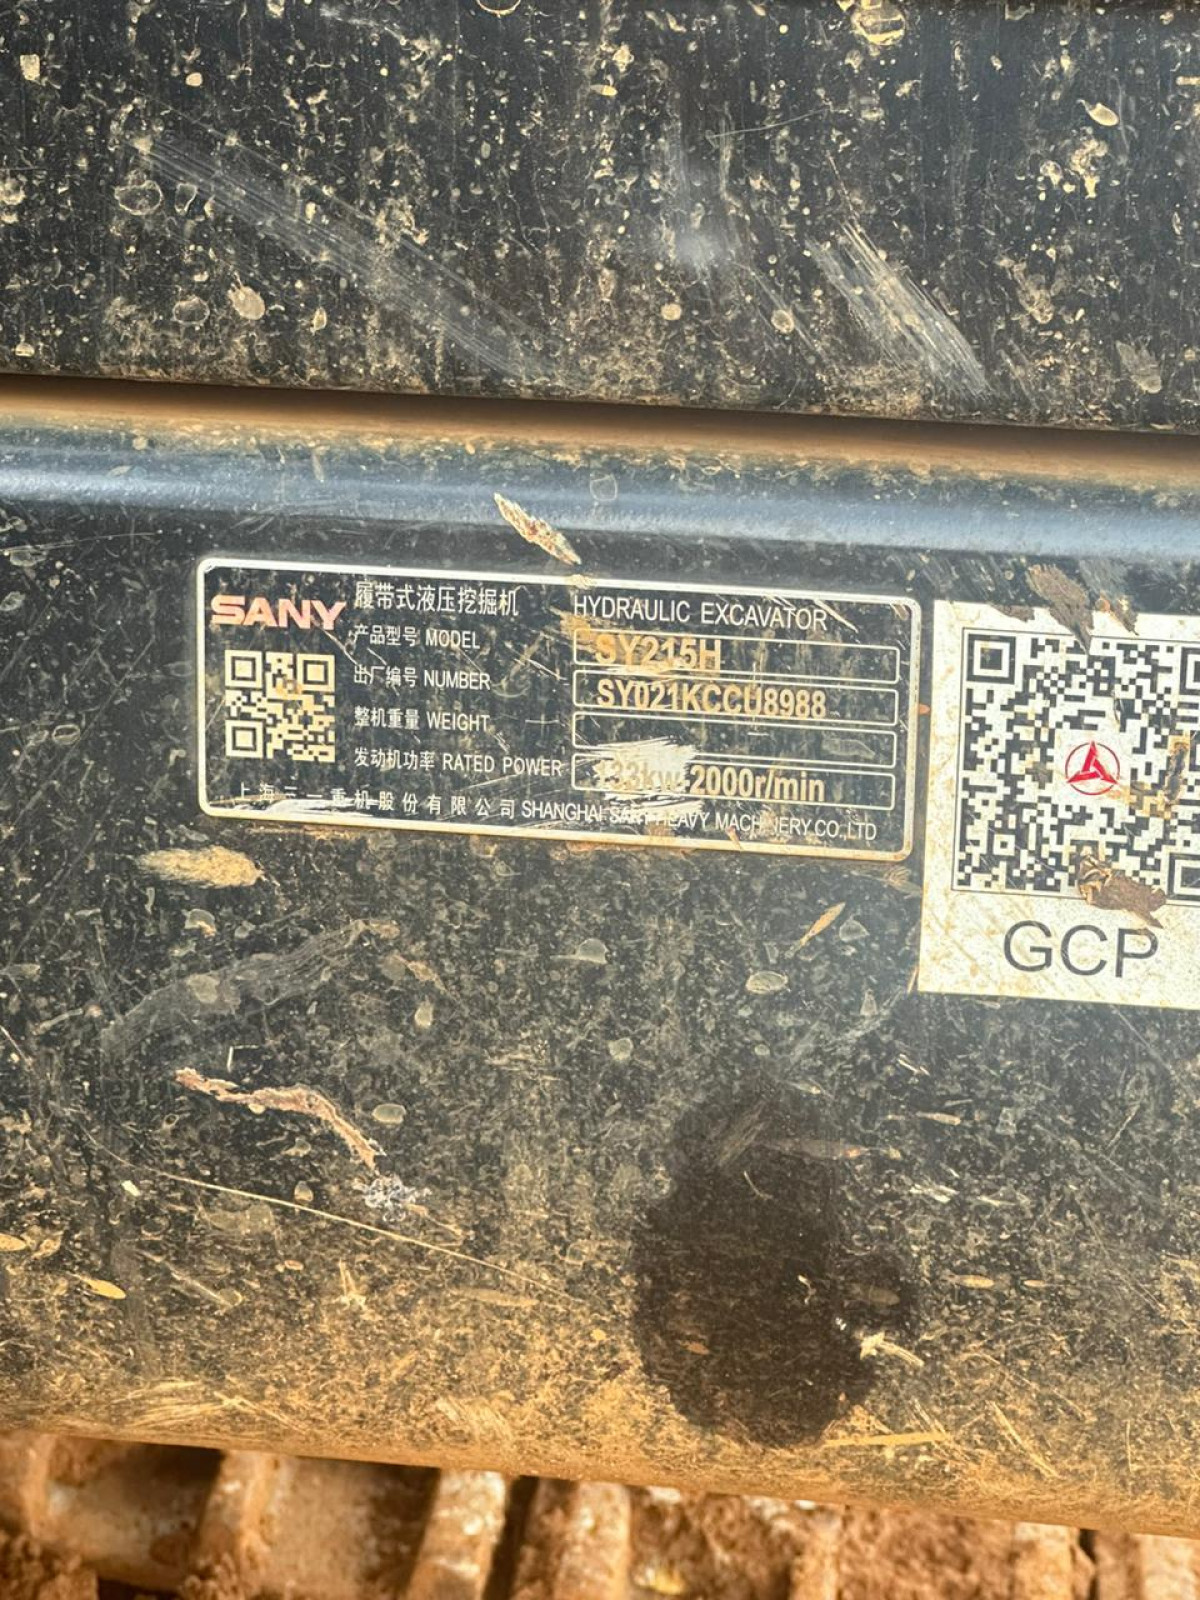 SANY
履带式液压挖掘机 HYDRAULIC EXCAVATOR
产品型号 MODEL SY215H
出厂编号 NUMBER SY021KCCU8988
整机重量 WEIGHT
发动机功率 RATED POWER 133kw 2000r/min
上海三一重机股份有限公司 SHANGHAI SANY HEAVY MACHINERY CO.,LTD
GCP